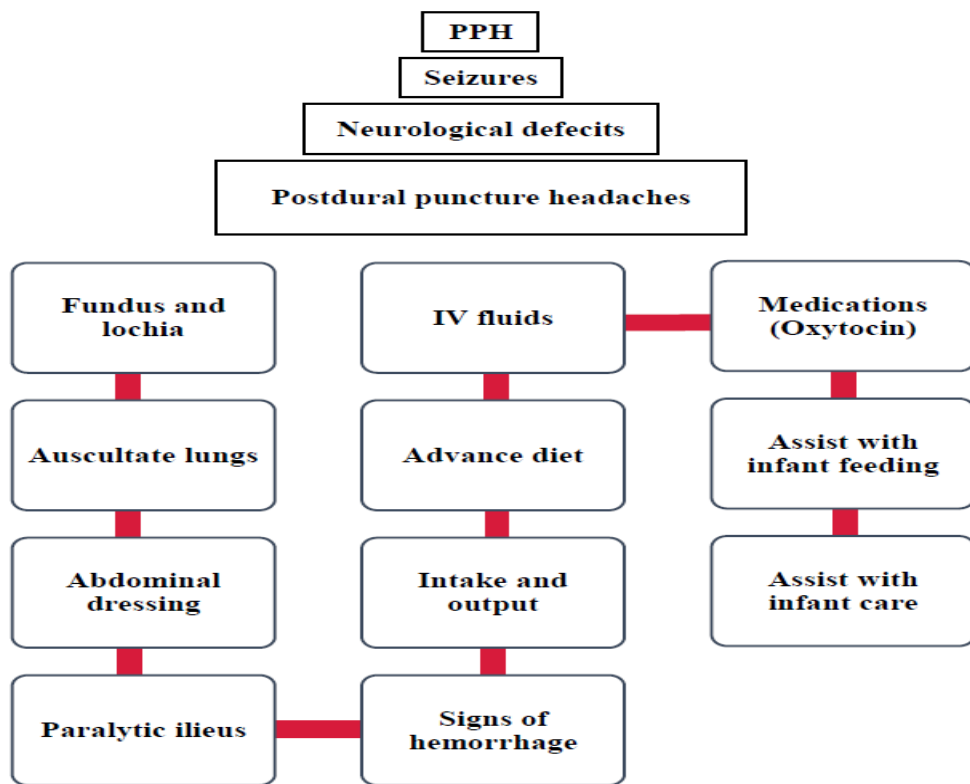 PPH
Seizures
Neurological defecits
Postdural puncture headaches
Fundus and
lochia
Auscultate lungs
Abdominal
dressing
Paralytic ilieus
Signs of
hemorrhage
Intake and
output
Advance diet
IV fluids
Medications
(Oxytocin)
Assist with
infant feeding
Assist with
infant care